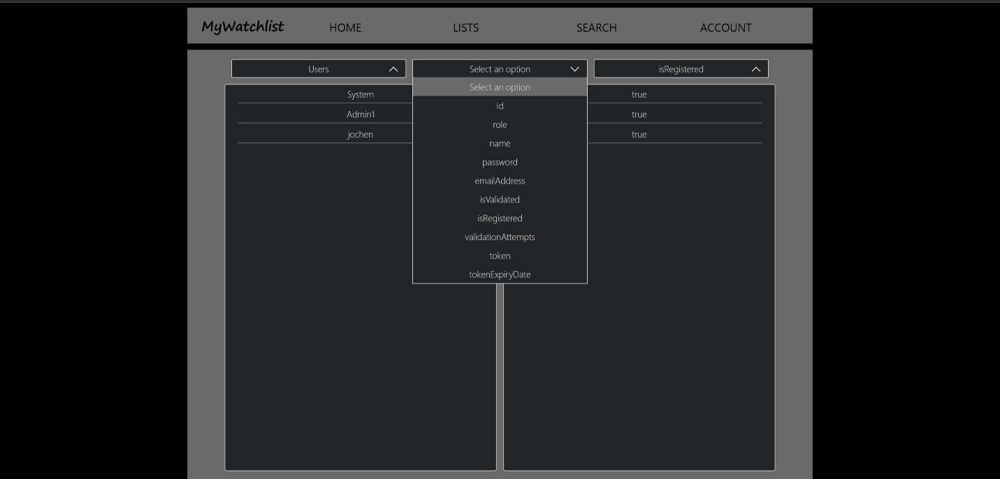 MyWatchlist HOME LISTS SEARCH ACCOUNT
Users Select an option isRegistered
Select an option
System true
id
Admin1 true
role
jochen true
name
password
emailAddress
isValidated
isRegistered
validationAttempts
token
tokenExpiryDate